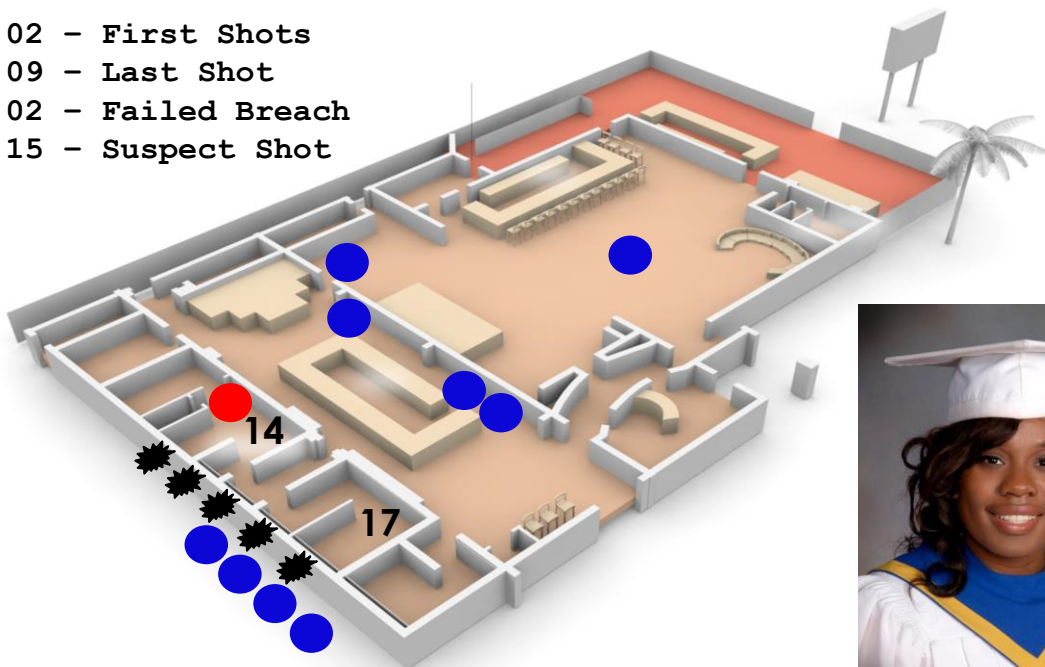 02 – First Shots
09 – Last Shot
02 – Failed Breach
15 – Suspect Shot
14
17